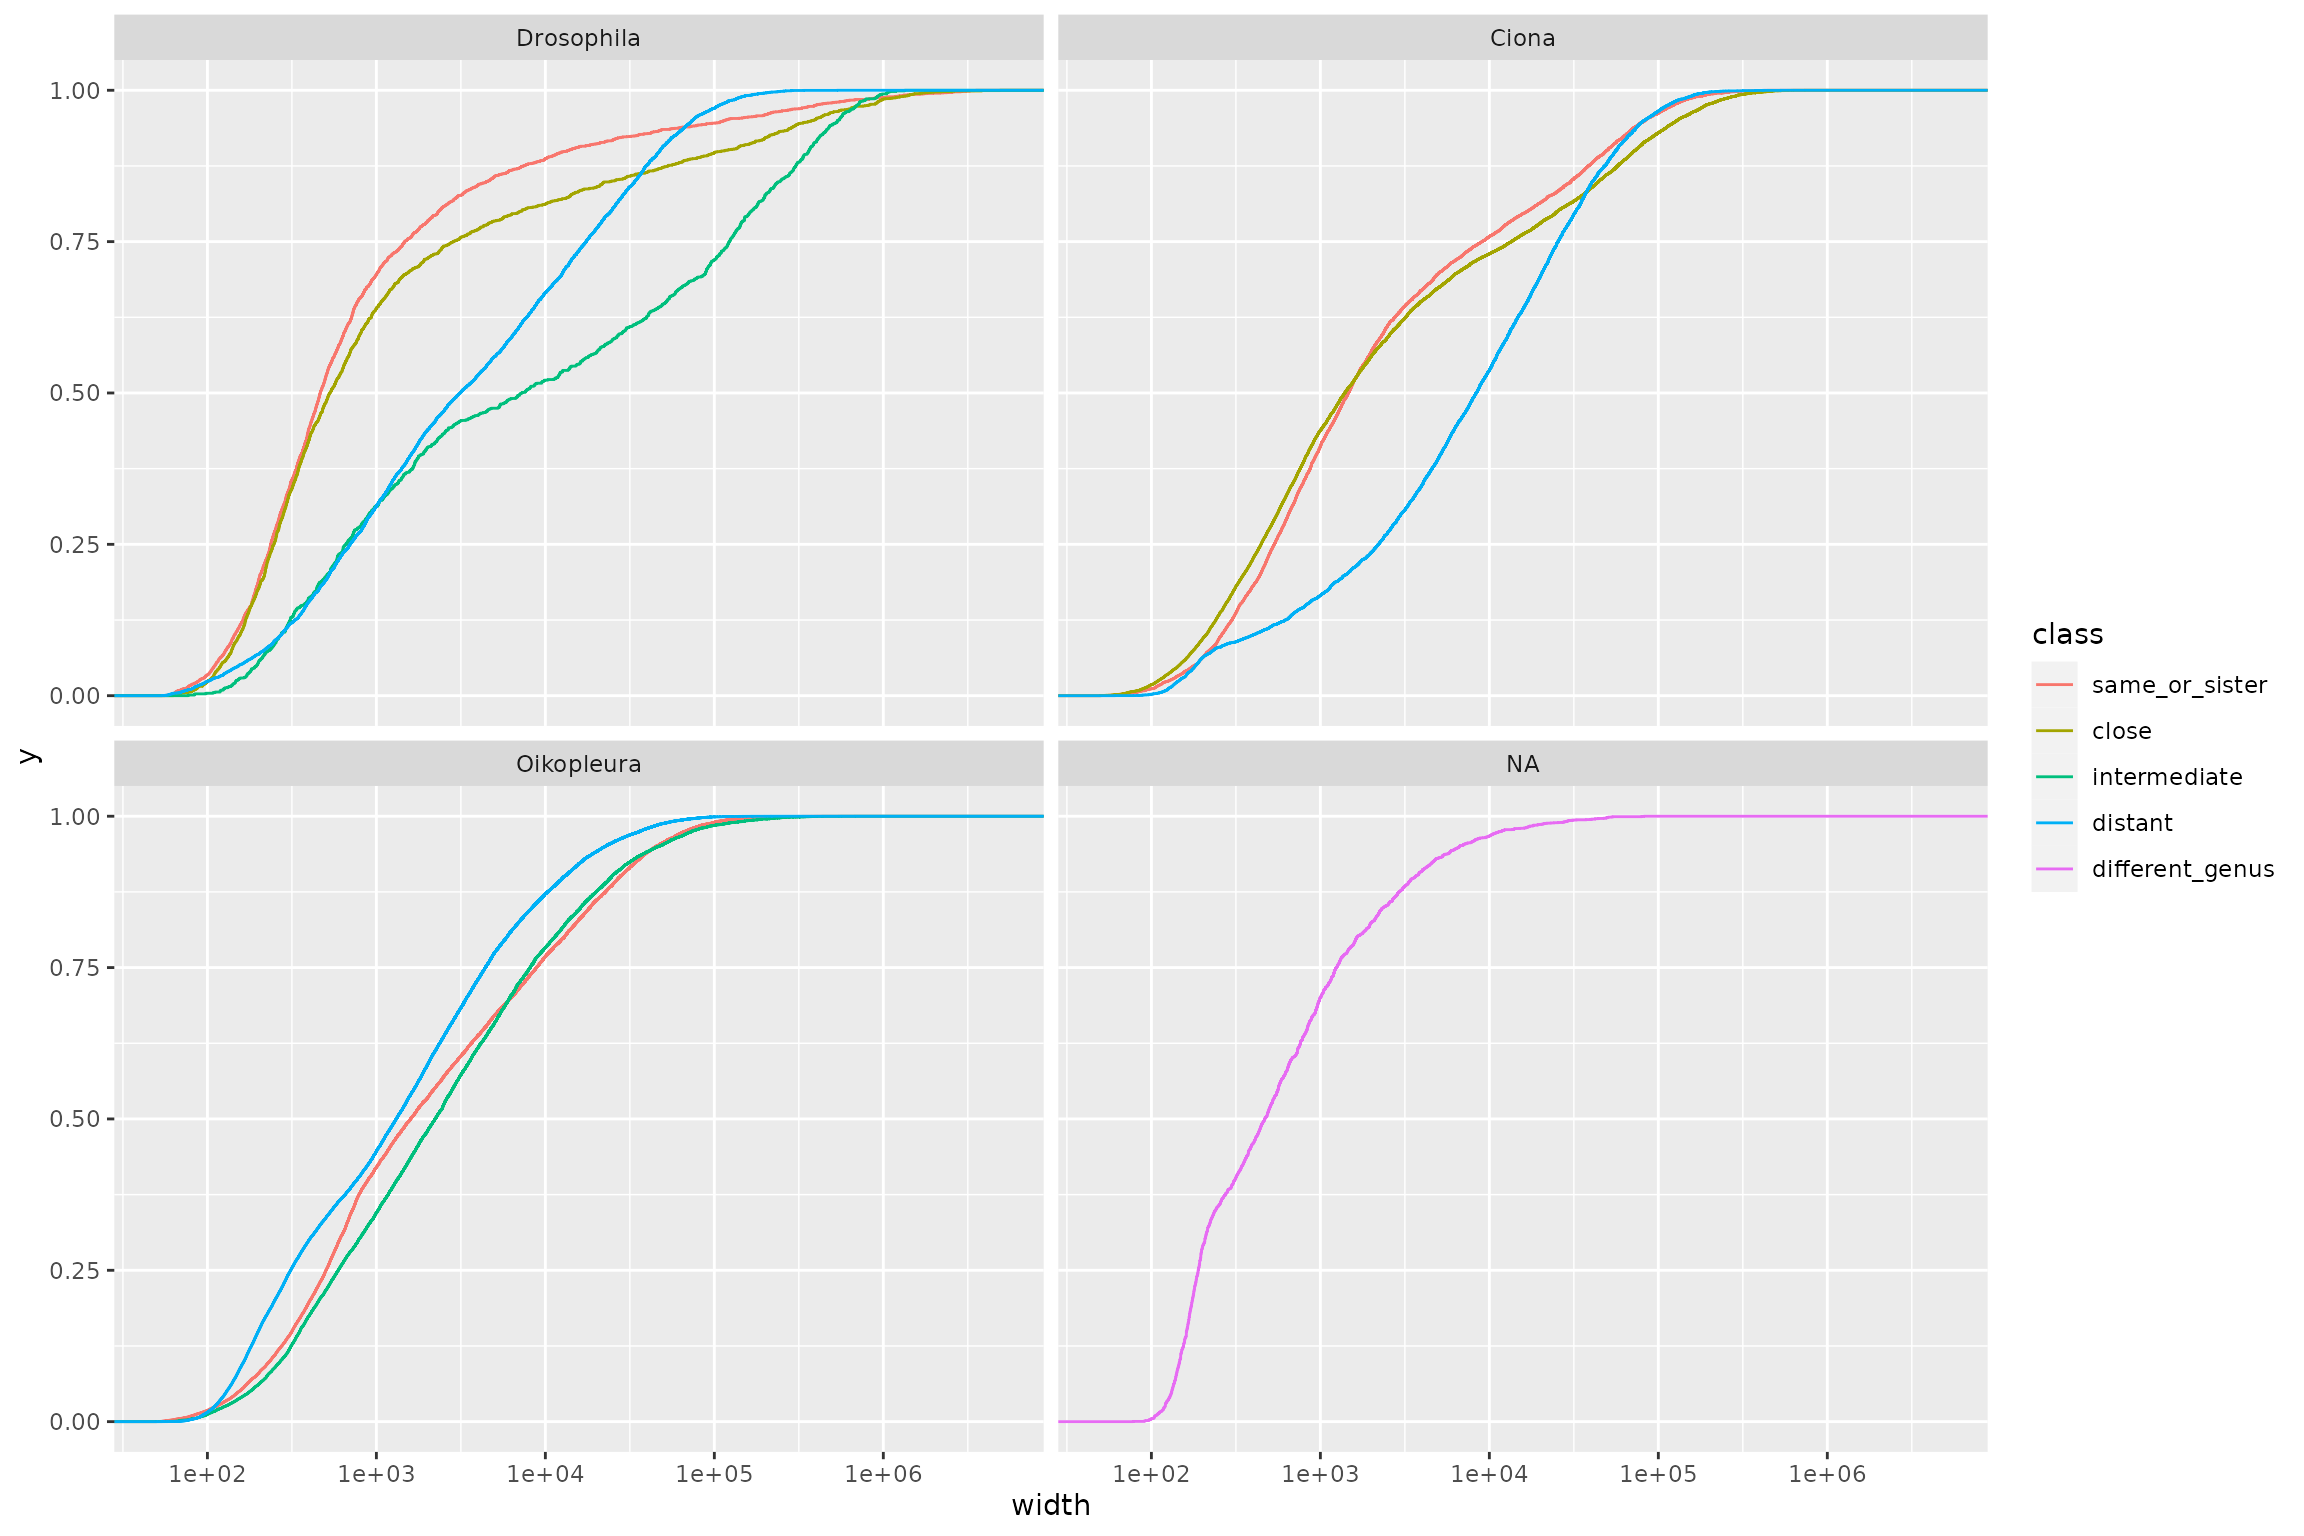 Drosophila
Ciona
1.00
0.75
0.50
0.25
0.00
Oikopleura
NA
1.00
0.75
0.50
0.25
0.00
1e+02
1e+03
1e+04
1e+05
1e+06
1e+02
1e+03
1e+04
1e+05
1e+06
width
y
class
same_or_sister
close
intermediate
distant
different_genus